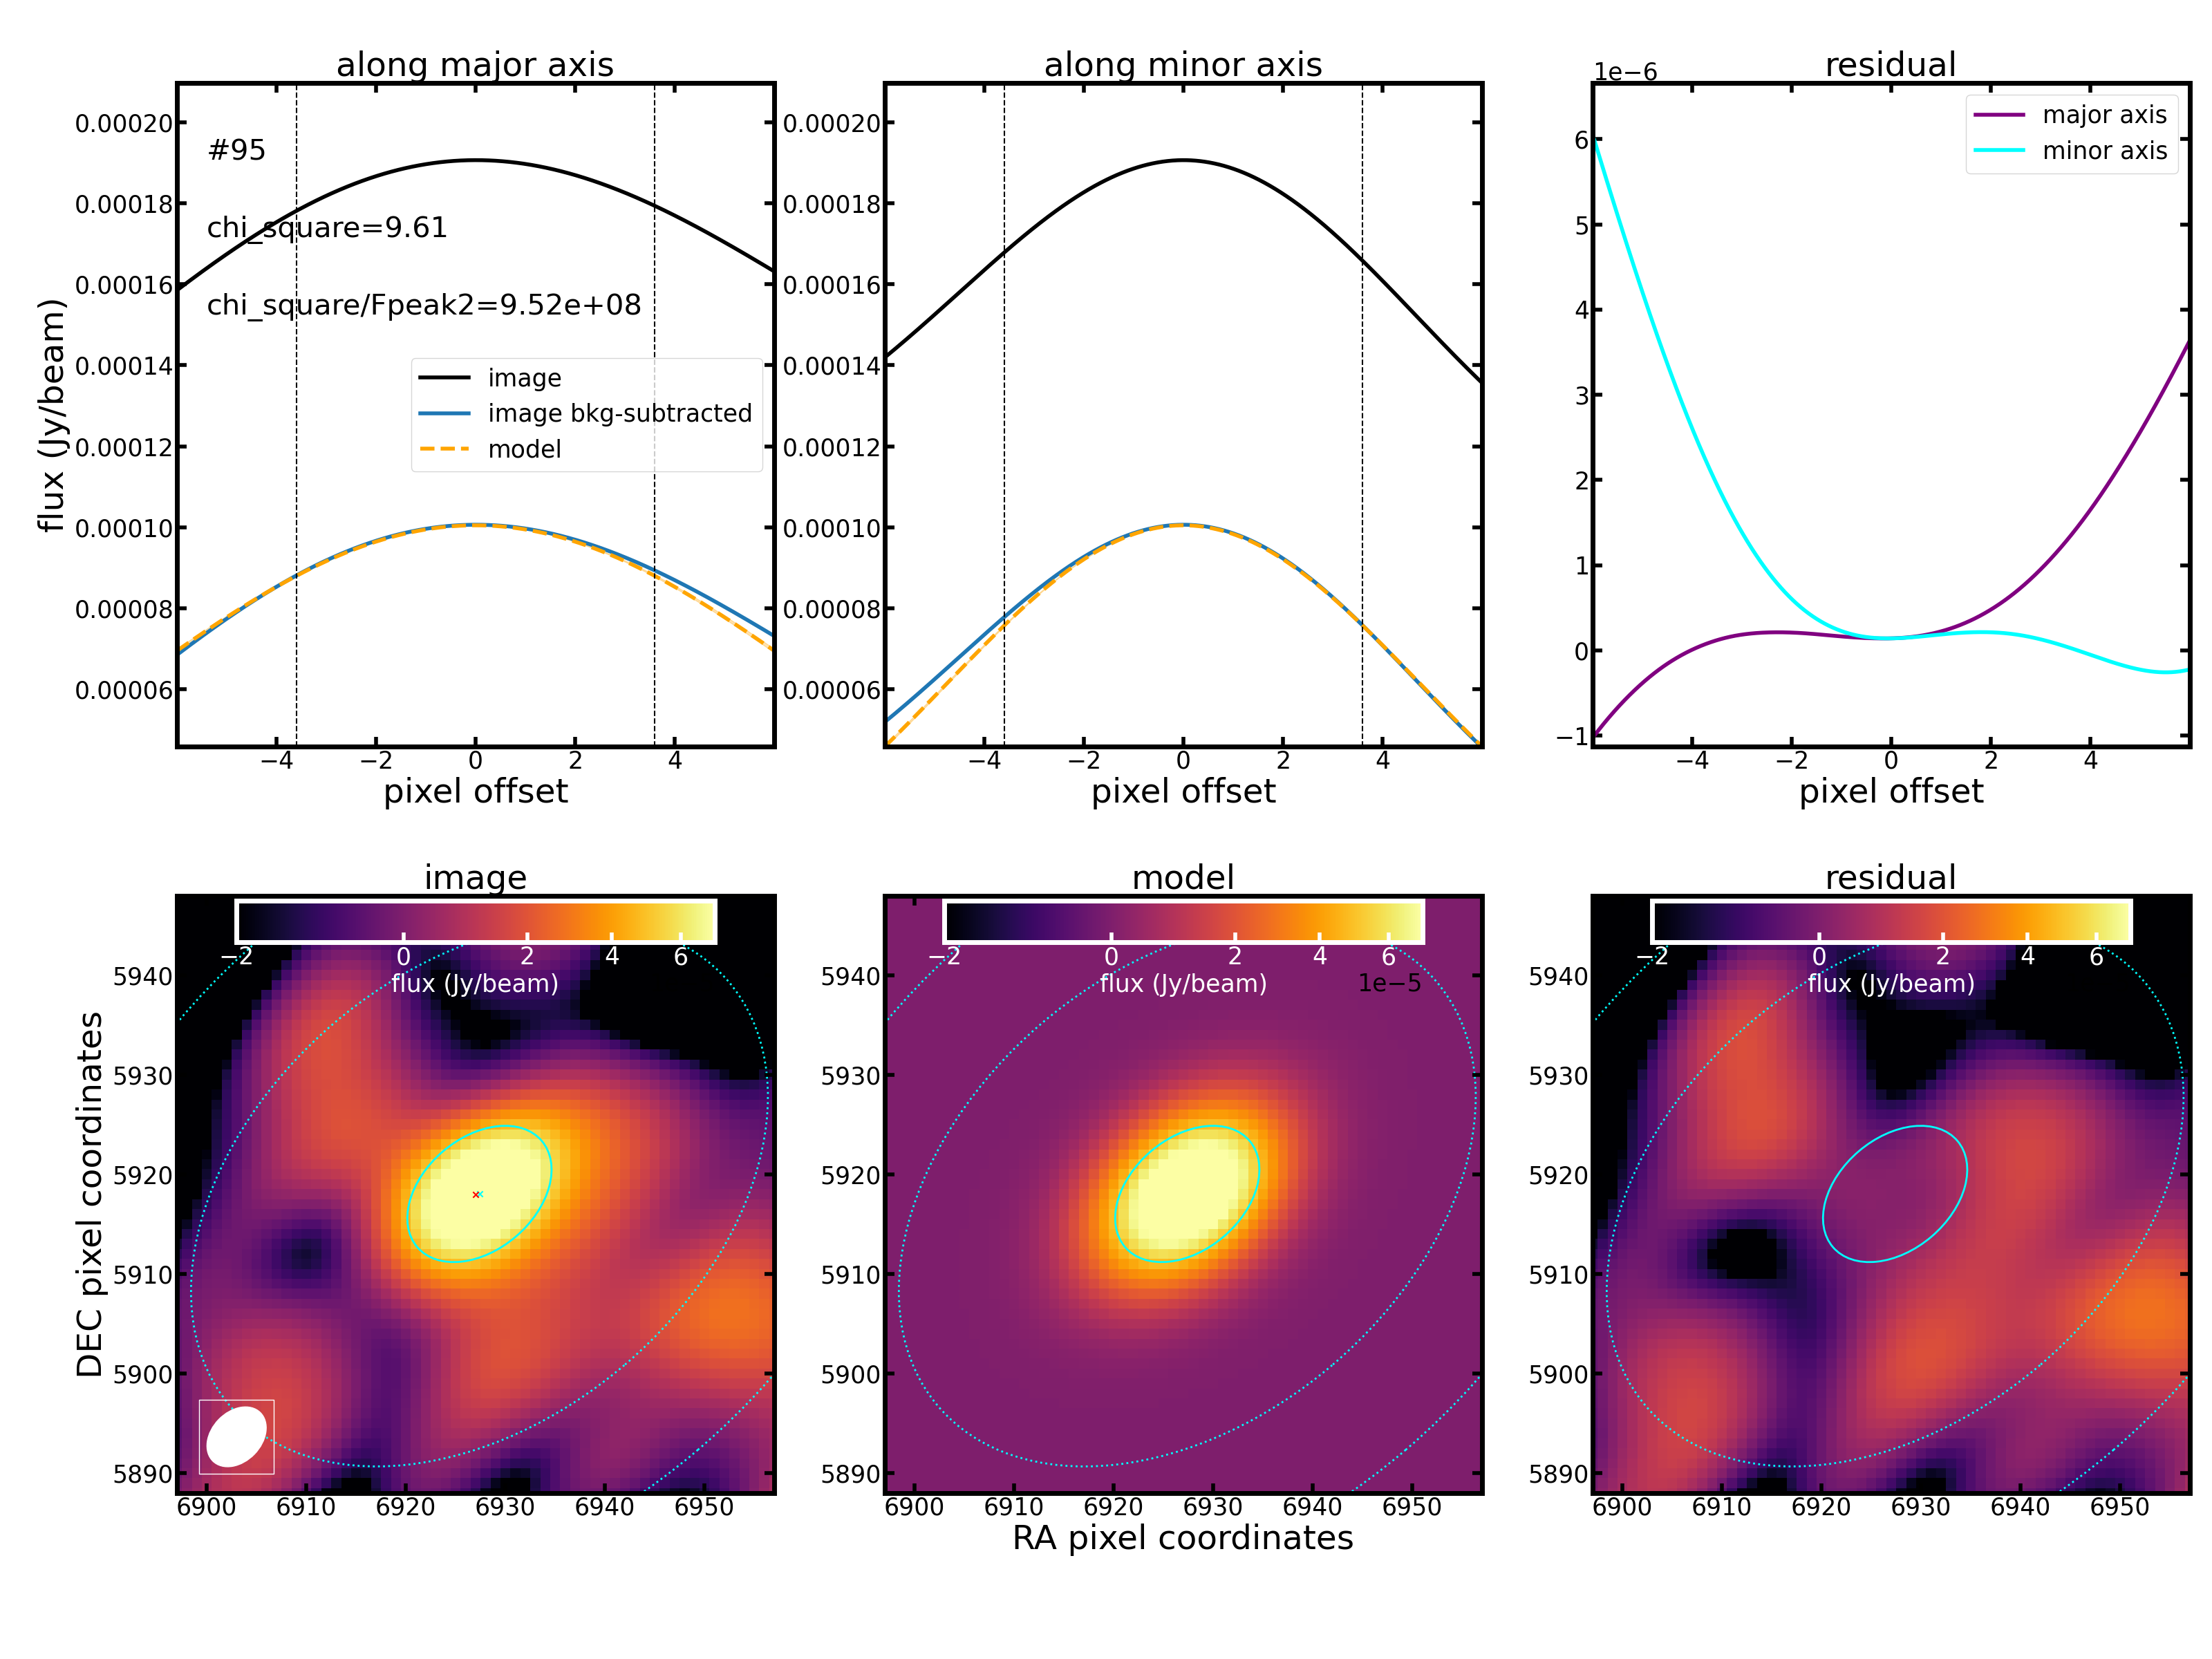 along major axis
along minor axis
residual
1e−6
#95
chi_square=9.61
chi_square/Fpeak2=9.52e+08
image
image bkg-subtracted
model
major axis
minor axis
flux (Jy/beam)
0.00020
0.00018
0.00016
0.00014
0.00012
0.00010
0.00008
0.00006
0.00020
0.00018
0.00016
0.00014
0.00012
0.00010
0.00008
0.00006
6
5
4
3
2
1
0
−1
−4 −2 0 2 4
−4 −2 0 2 4
−4 −2 0 2 4
pixel offset
pixel offset
pixel offset
image
model
residual
−2 0 2 4 6
flux (Jy/beam)
−2 0 2 4 6
flux (Jy/beam)
1e−5
−2 0 2 4 6
flux (Jy/beam)
DEC pixel coordinates
5940
5930
5920
5910
5900
5890
5940
5930
5920
5910
5900
5890
5940
5930
5920
5910
5900
5890
6900 6910 6920 6930 6940 6950
6900 6910 6920 6930 6940 6950
6900 6910 6920 6930 6940 6950
RA pixel coordinates